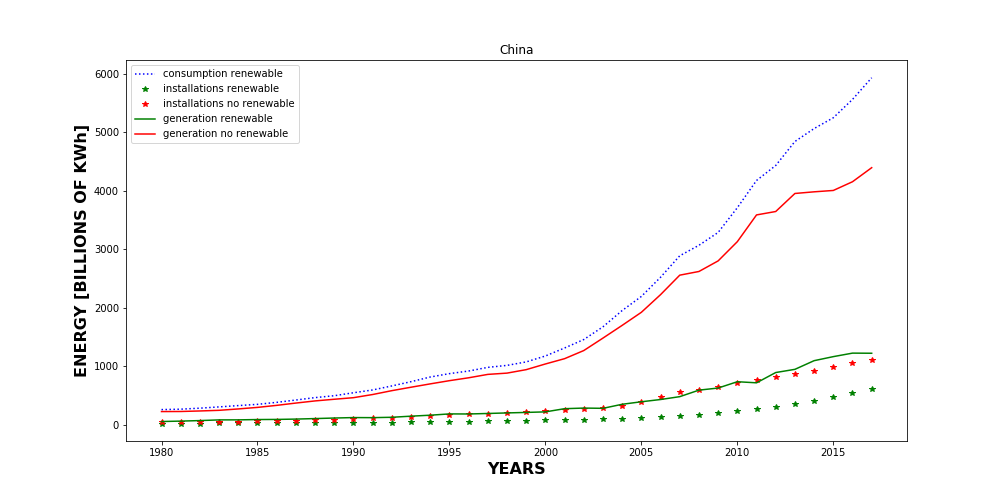 China
consumption renewable
installations renewable
installations no renewable
generation renewable
generation no renewable
ENERGY [BILLIONS OF KWh]
6000
5000
4000
3000
2000
1000
0
1980 1985 1990 1995 2000 2005 2010 2015
YEARS